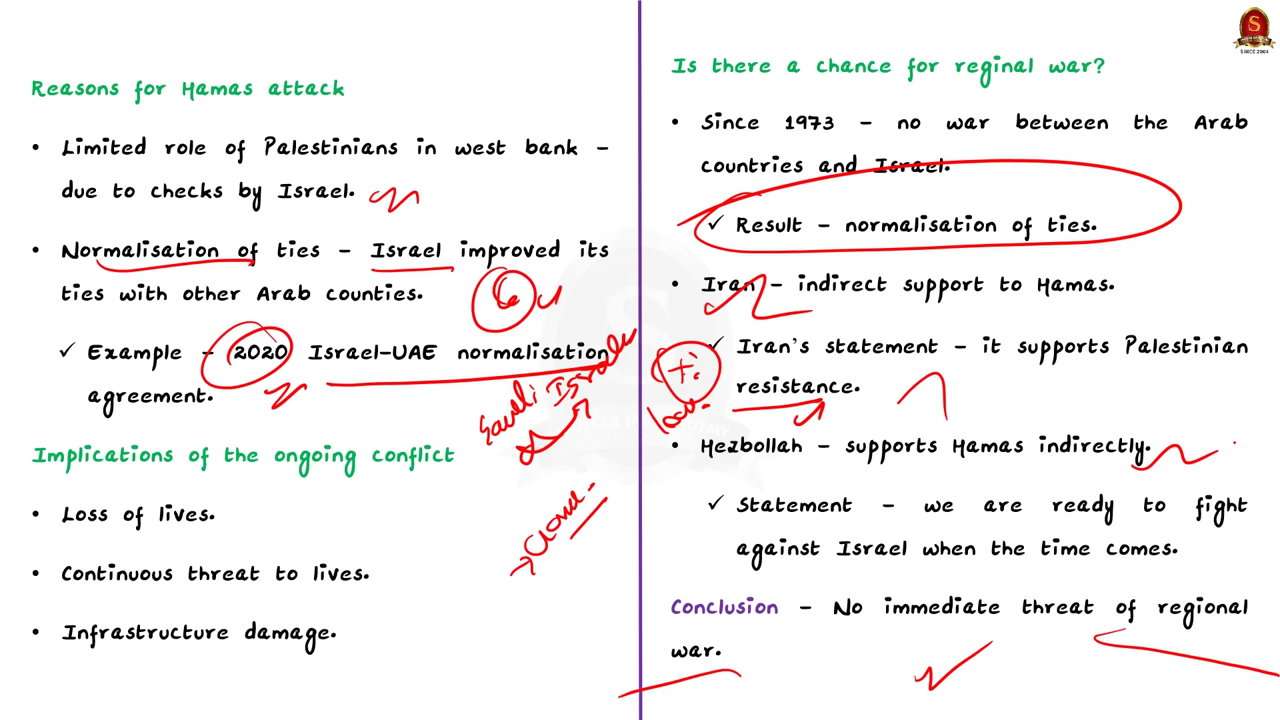 Reasons for Hamas attack
• Limited role of Palestinians in west bank –
due to checks by Israel.
• Normalisation of ties – Israel improved its
ties with other Arab counties.
✓ Example – 2020 Israel-UAE normalisation
agreement.
Saudi Israel
Implications of the ongoing conflict
• Loss of lives.
• Continuous threat to lives.
• Infrastructure damage.
S
SINCE 2004
Is there a chance for reginal war?
• Since 1973 – no war between the Arab
countries and Israel.
✓ Result – normalisation of ties.
• Iran – indirect support to Hamas.
✓ Iran's statement – it supports Palestinian
resistance.
• Hezbollah – supports Hamas indirectly.
✓ Statement – we are ready to fight
against Israel when the time comes.
Conclusion – No immediate threat of regional
war.